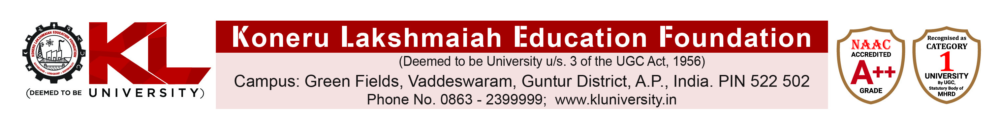 KONERU LAKSHMAIAH EDUCATION FOUNDATION
KNOWLEDGE • LEADERSHIP • UNIVERSALITY
KL
(DEEMED TO BE UNIVERSITY)
Koneru Lakshmaiah Education Foundation
(Deemed to be University u/s. 3 of the UGC Act, 1956)
Campus: Green Fields, Vaddeswaram, Guntur District, A.P., India. PIN 522 502
Phone No. 0863 - 2399999; www.kluniversity.in
NAAC
ACCREDITED
A++
GRADE
Recognised as
CATEGORY
1
UNIVERSITY
By UGC,
Statutory Body of
MHRD